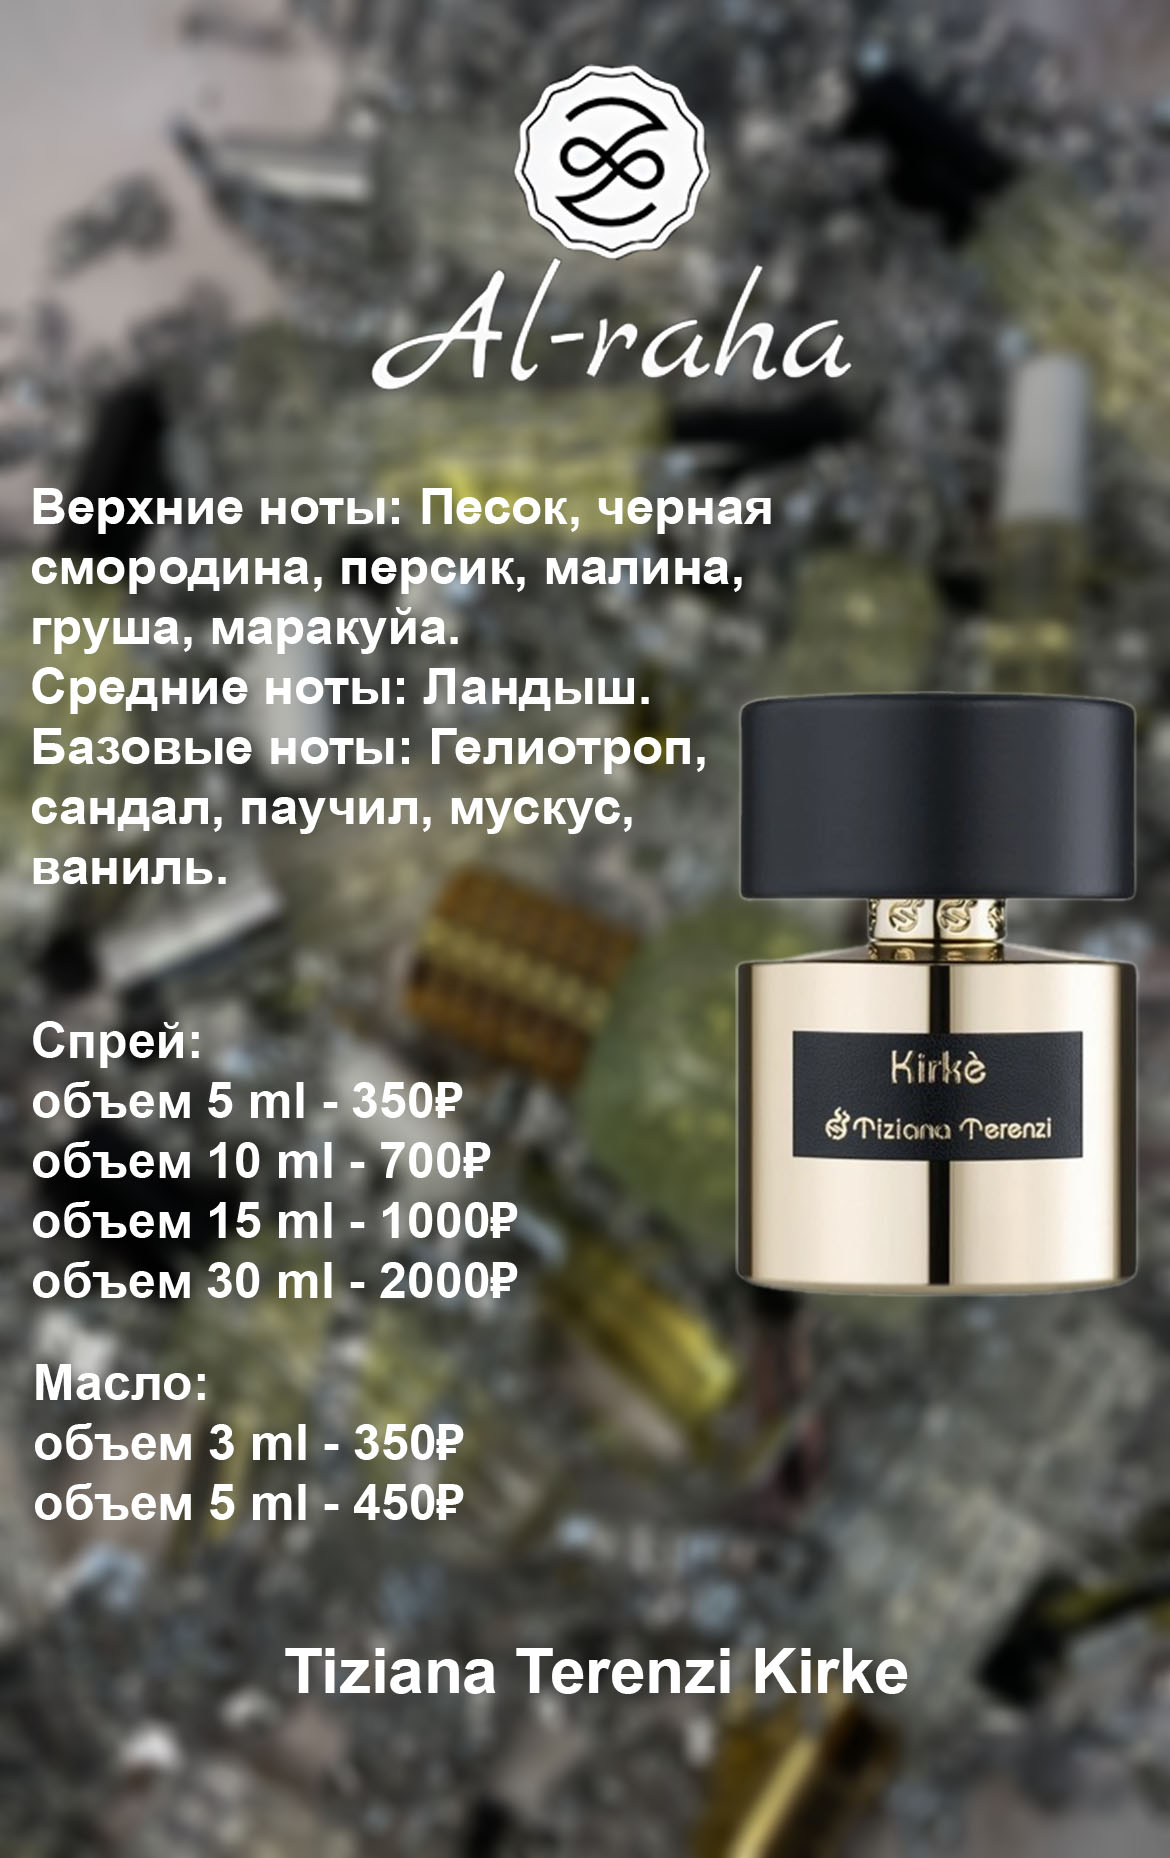 Al-raha
Верхние ноты: Песок, черная
смородина, персик, малина,
груша, маракуйа.
Средние ноты: Ландыш.
Базовые ноты: Гелиотроп,
сандал, паучил, мускус,
ваниль.
Kirkè
Tiziana Terenzi
Спрей:
объем 5 ml - 350₽
объем 10 ml - 700₽
объем 15 ml - 1000₽
объем 30 ml - 2000₽
Масло:
объем 3 ml - 350₽
объем 5 ml - 450₽
Tiziana Terenzi Kirke